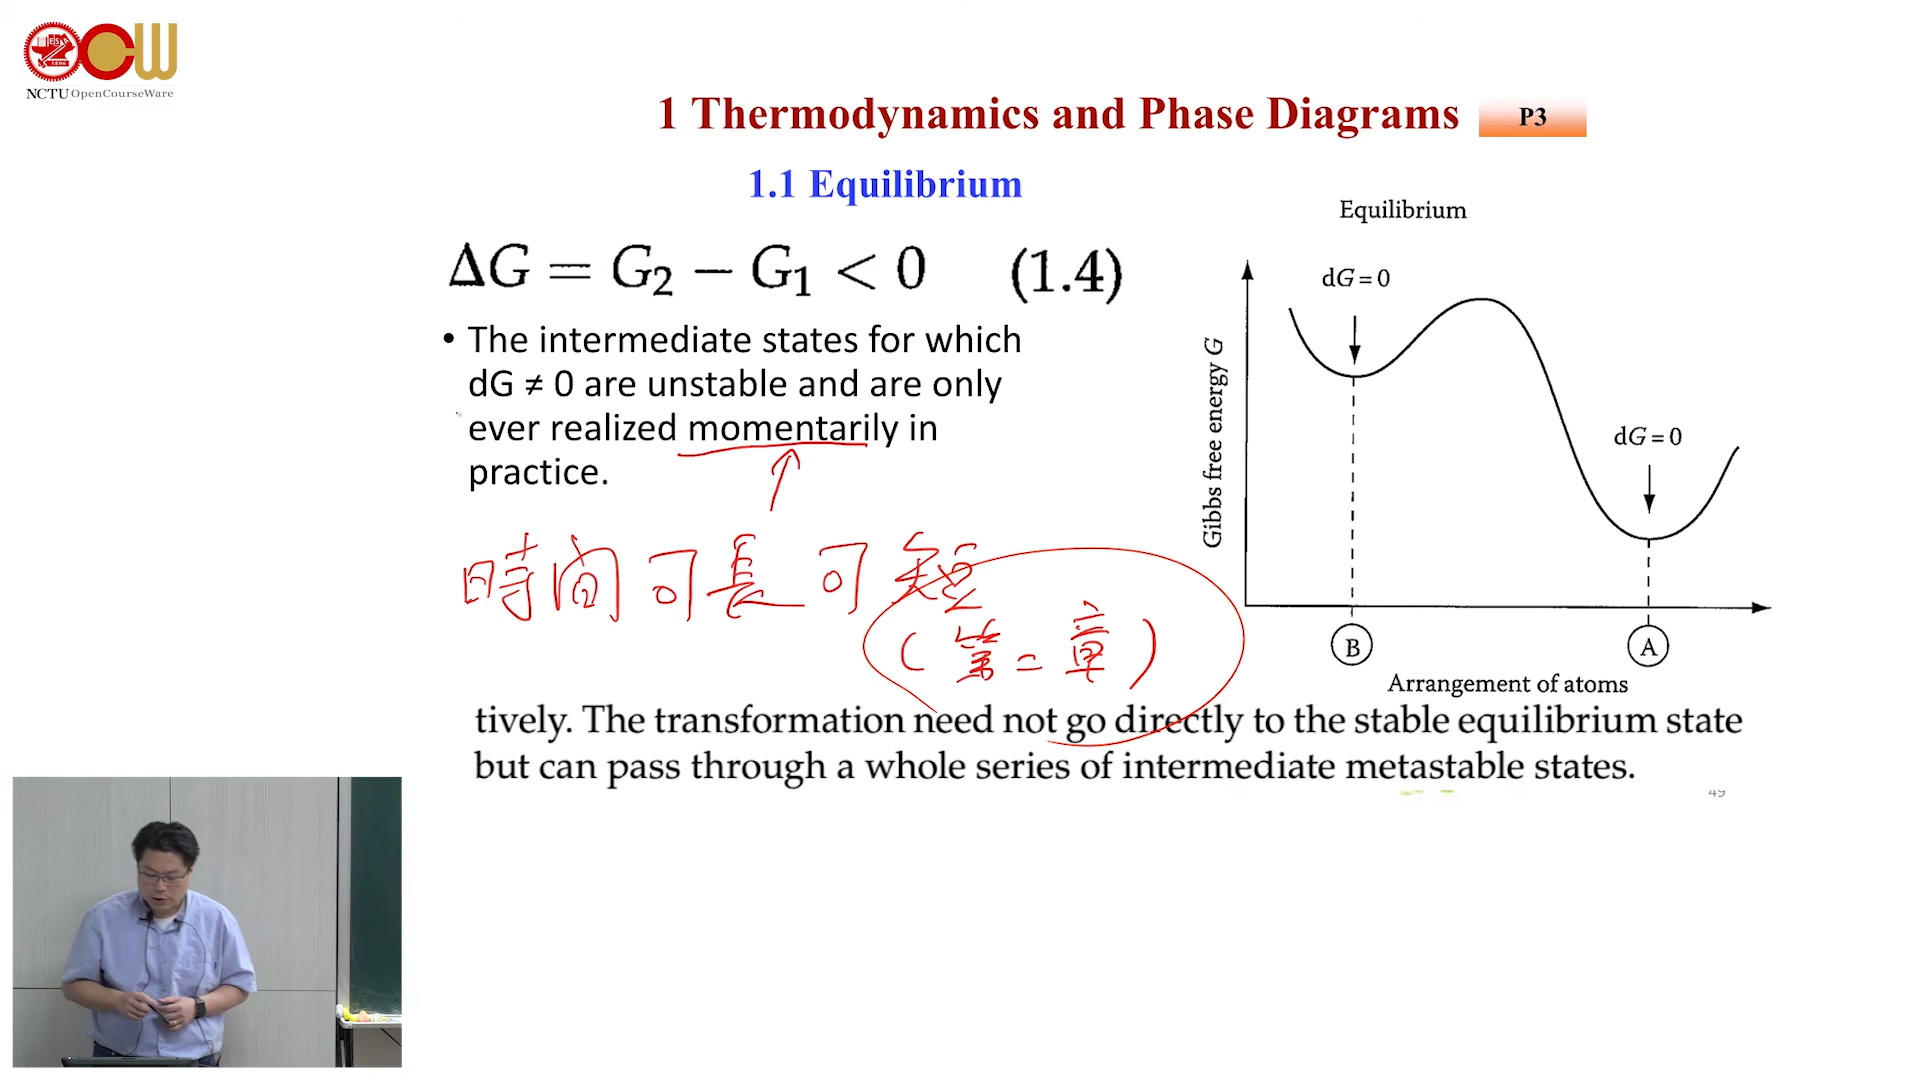 NCTU OpenCourseWare
1 Thermodynamics and Phase Diagrams
P3
1.1 Equilibrium
ΔG = G₂ − G₁ < 0 (1.4)
• The intermediate states for which
dG ≠ 0 are unstable and are only
ever realized momentarily in
practice.
時間可長可短
(第二章)
Equilibrium
dG = 0
dG = 0
Gibbs free energy G
B
A
Arrangement of atoms
tively. The transformation need not go directly to the stable equilibrium state
but can pass through a whole series of intermediate metastable states.
49